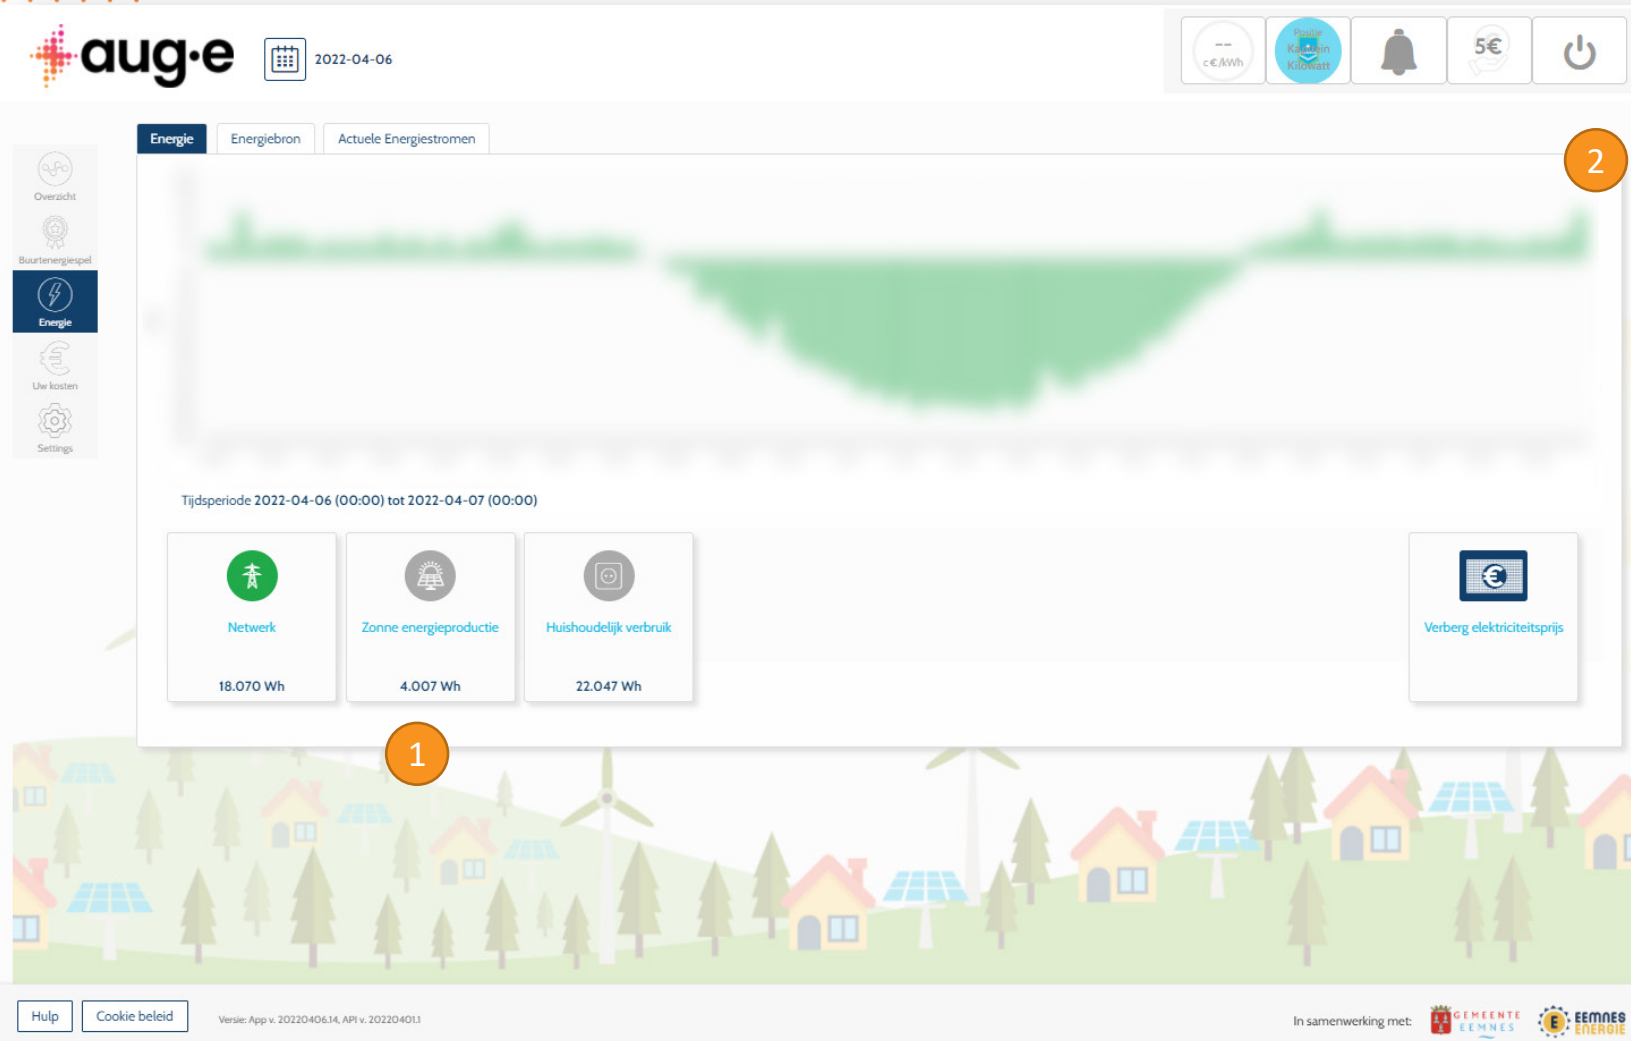 aug·e
2022-04-06
--
c€/kWh
Poule
Kapitein
Kilowatt
5€
Energie
Energiebron
Actuele Energiestromen
2
Overzicht
Buurtenergiespel
Energie
Uw kosten
Settings
Tijdsperiode 2022-04-06 (00:00) tot 2022-04-07 (00:00)
Netwerk
18.070 Wh
Zonne energieproductie
4.007 Wh
Huishoudelijk verbruik
22.047 Wh
Verberg elektriciteitsprijs
1
Hulp
Cookie beleid
Versie: App v. 20220406.14, API v. 20220401.1
In samenwerking met:
GEMEENTE
EEMNES
E
EEMNES
ENERGIE